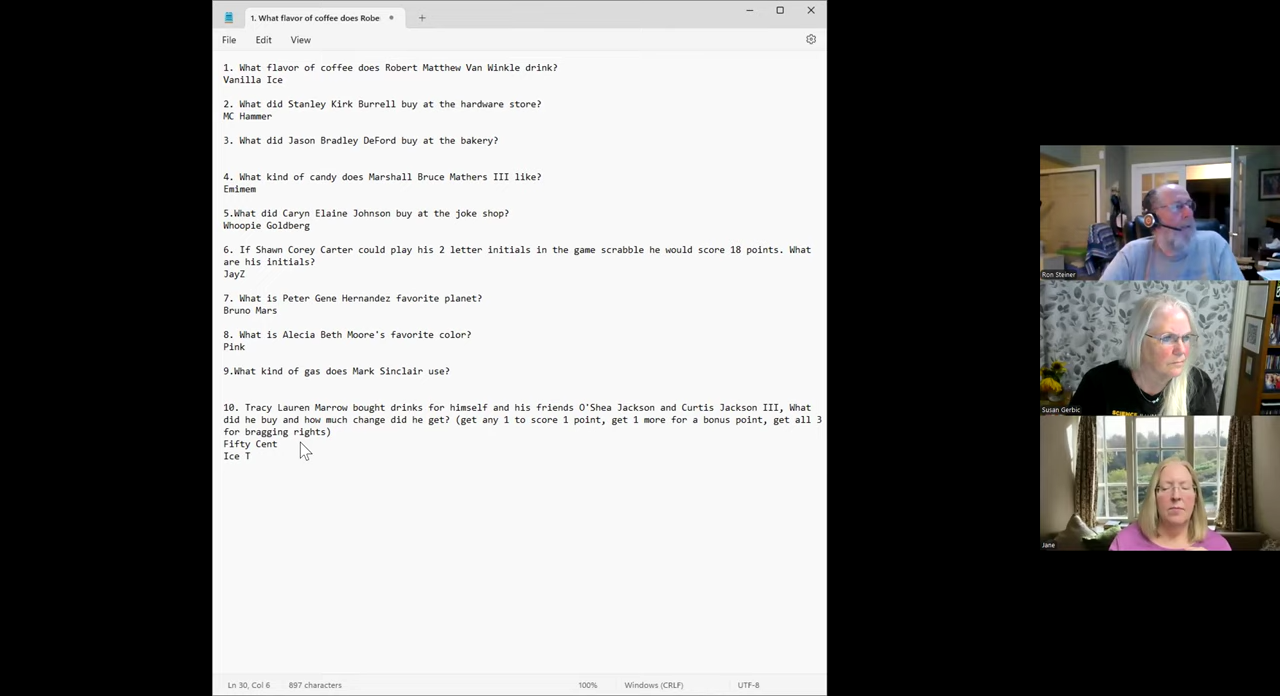 1. What flavor of coffee does Robe
File
Edit
View
1. What flavor of coffee does Robert Matthew Van Winkle drink?
Vanilla Ice
2. What did Stanley Kirk Burrell buy at the hardware store?
MC Hammer
3. What did Jason Bradley DeFord buy at the bakery?
4. What kind of candy does Marshall Bruce Mathers III like?
Emimem
5.What did Caryn Elaine Johnson buy at the joke shop?
Whoopie Goldberg
6. If Shawn Corey Carter could play his 2 letter initials in the game scrabble he would score 18 points. What
are his initials?
JayZ
7. What is Peter Gene Hernandez favorite planet?
Bruno Mars
8. What is Alecia Beth Moore's favorite color?
Pink
9.What kind of gas does Mark Sinclair use?
10. Tracy Lauren Marrow bought drinks for himself and his friends O'Shea Jackson and Curtis Jackson III, What
did he buy and how much change did he get? (get any 1 to score 1 point, get 1 more for a bonus point, get all 3
for bragging rights)
Fifty Cent
Ice T
Ln 30, Col 6
897 characters
100%
Windows (CRLF)
UTF-8
Ron Steiner
Susan Gerbic
SCIENCE
Jane